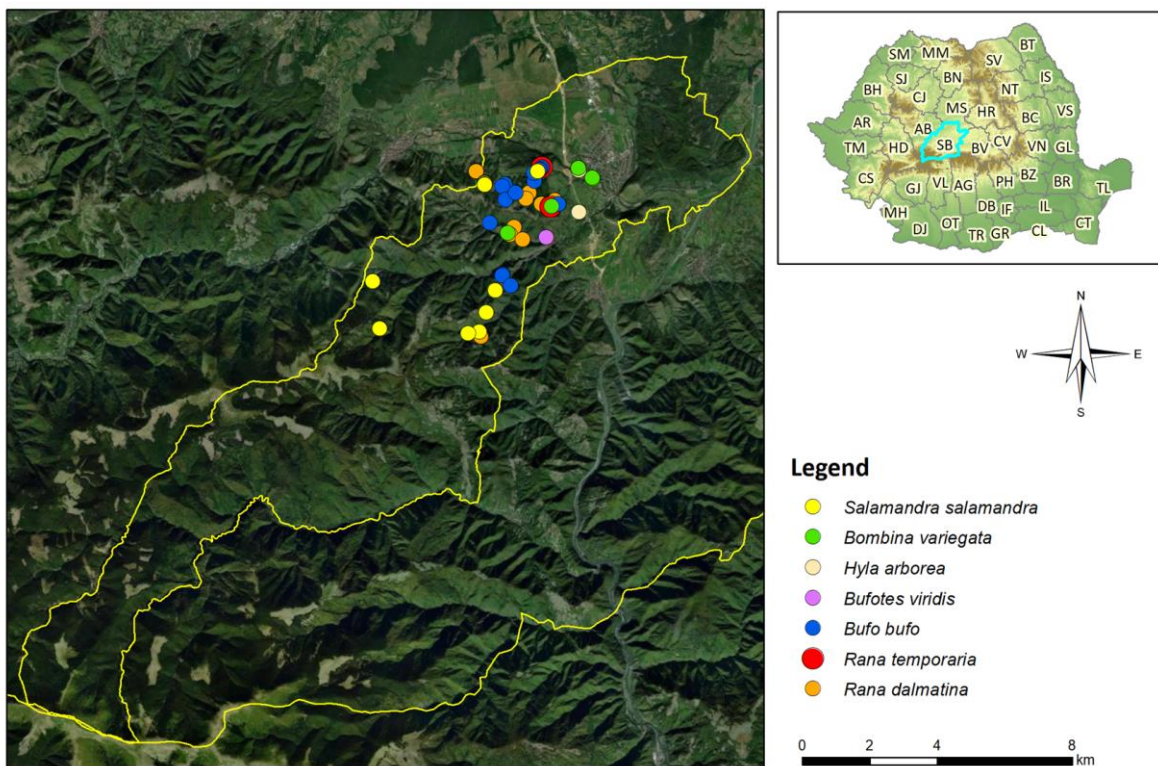 BT
SM MM SV
SJ BN IS
BH CJ NT
MS HR VS
AR AB BC
TM HD SB BV CV VN GL
CS GJ VL AG PH BZ BR TL
MH DB IF IL
DJ OT TR GR CL CT
N
W E
S
Legend
Salamandra salamandra
Bombina variegata
Hyla arborea
Bufotes viridis
Bufo bufo
Rana temporaria
Rana dalmatina
0 2 4 8
km